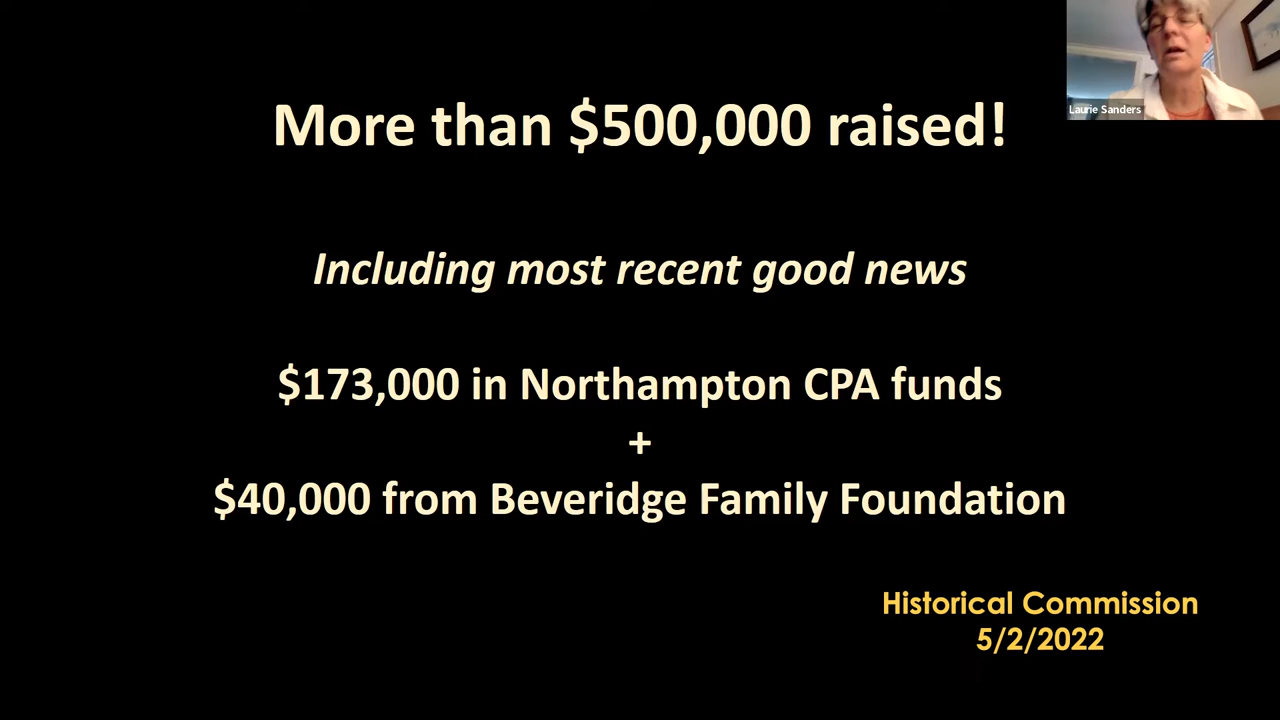 More than $500,000 raised!
Laurie Sanders
Including most recent good news
$173,000 in Northampton CPA funds
+
$40,000 from Beveridge Family Foundation
Historical Commission
5/2/2022